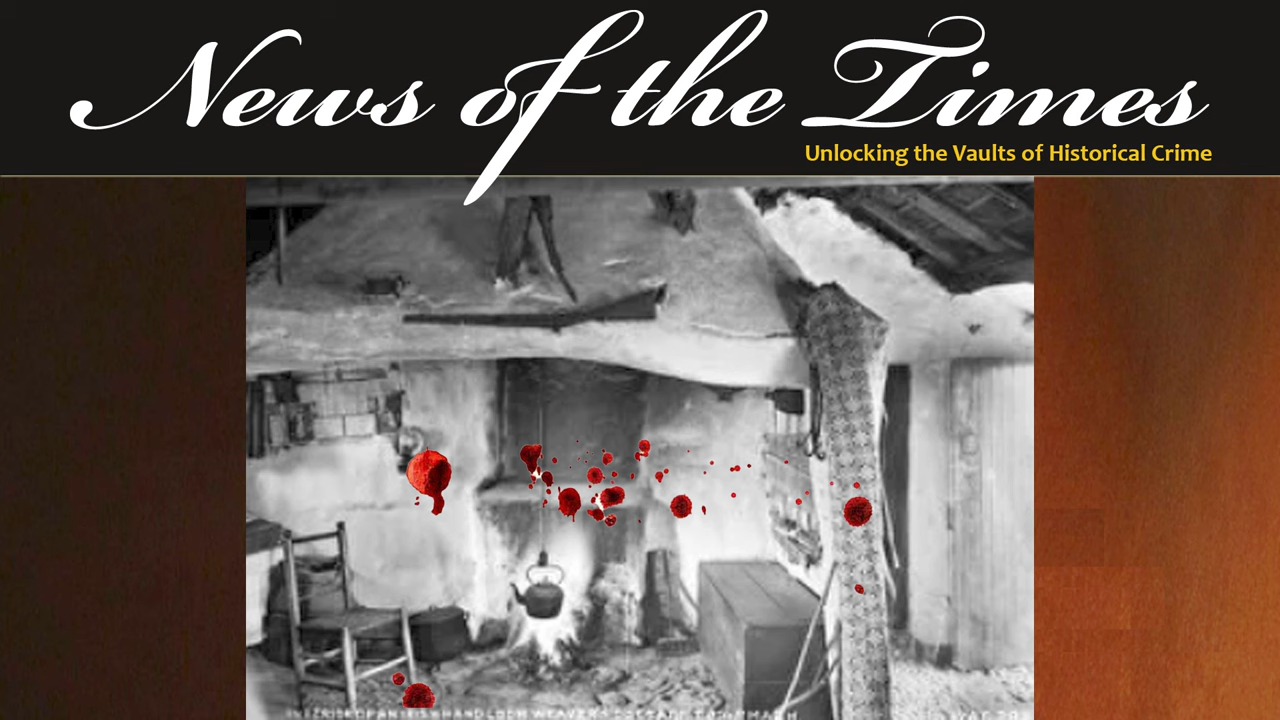 News of the Times
Unlocking the Vaults of Historical Crime